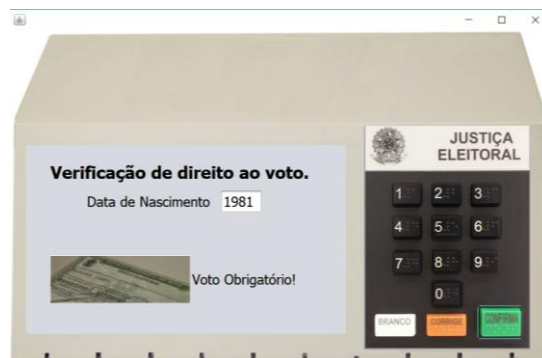 JUSTIÇA
ELEITORAL
Verificação de direito ao voto.
Data de Nascimento 1981
Voto Obrigatório!
1 2 3
4 5 6
7 8 9
0
BRANCO CORRIGE CONFIRMA